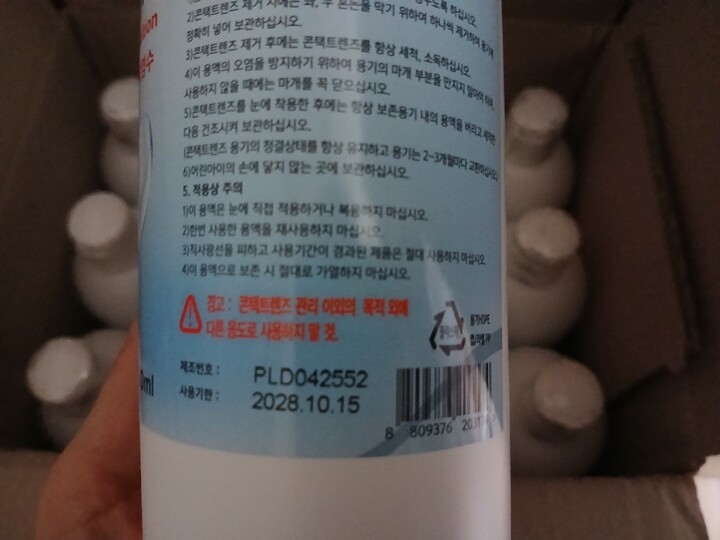 2)콘택트렌즈 제거 시에는 좌, 우 혼돈을 막기 위하여 하나씩 제거하여 용기에
정확히 넣어 보관하십시오.
3)콘택트렌즈 제거 후에는 콘택트렌즈를 항상 세척, 소독하십시오.
4)이 용액의 오염을 방지하기 위하여 용기의 마개 부분을 만지지 말아야 하며,
사용하지 않을 때에는 마개를 꼭 닫으십시오.
5)콘택트렌즈를 눈에 착용한 후에는 항상 보존용기 내의 용액을 버리고 세척한
다음 건조시켜 보관하십시오.
(콘택트렌즈 용기의 청결상태를 항상 유지하고 용기는 2~3개월마다 교환하십시오.)
6)어린아이의 손에 닿지 않는 곳에 보관하십시오.
5. 적용상 주의
1)이 용액은 눈에 직접 적용하거나 복용하지 마십시오.
2)한번 사용한 용액을 재사용하지 마십시오.
3)직사광선을 피하고 사용기간이 경과된 제품은 절대 사용하지 마십시오.
4)이 용액으로 보존 시 절대로 가열하지 마십시오.
경고 : 콘택트렌즈 관리 이외의 목적 외에
다른 용도로 사용하지 말 것.
용기HDPE
캡/라벨 PP
제조번호 : PLD042552
사용기한 : 2028.10.15
8 809376